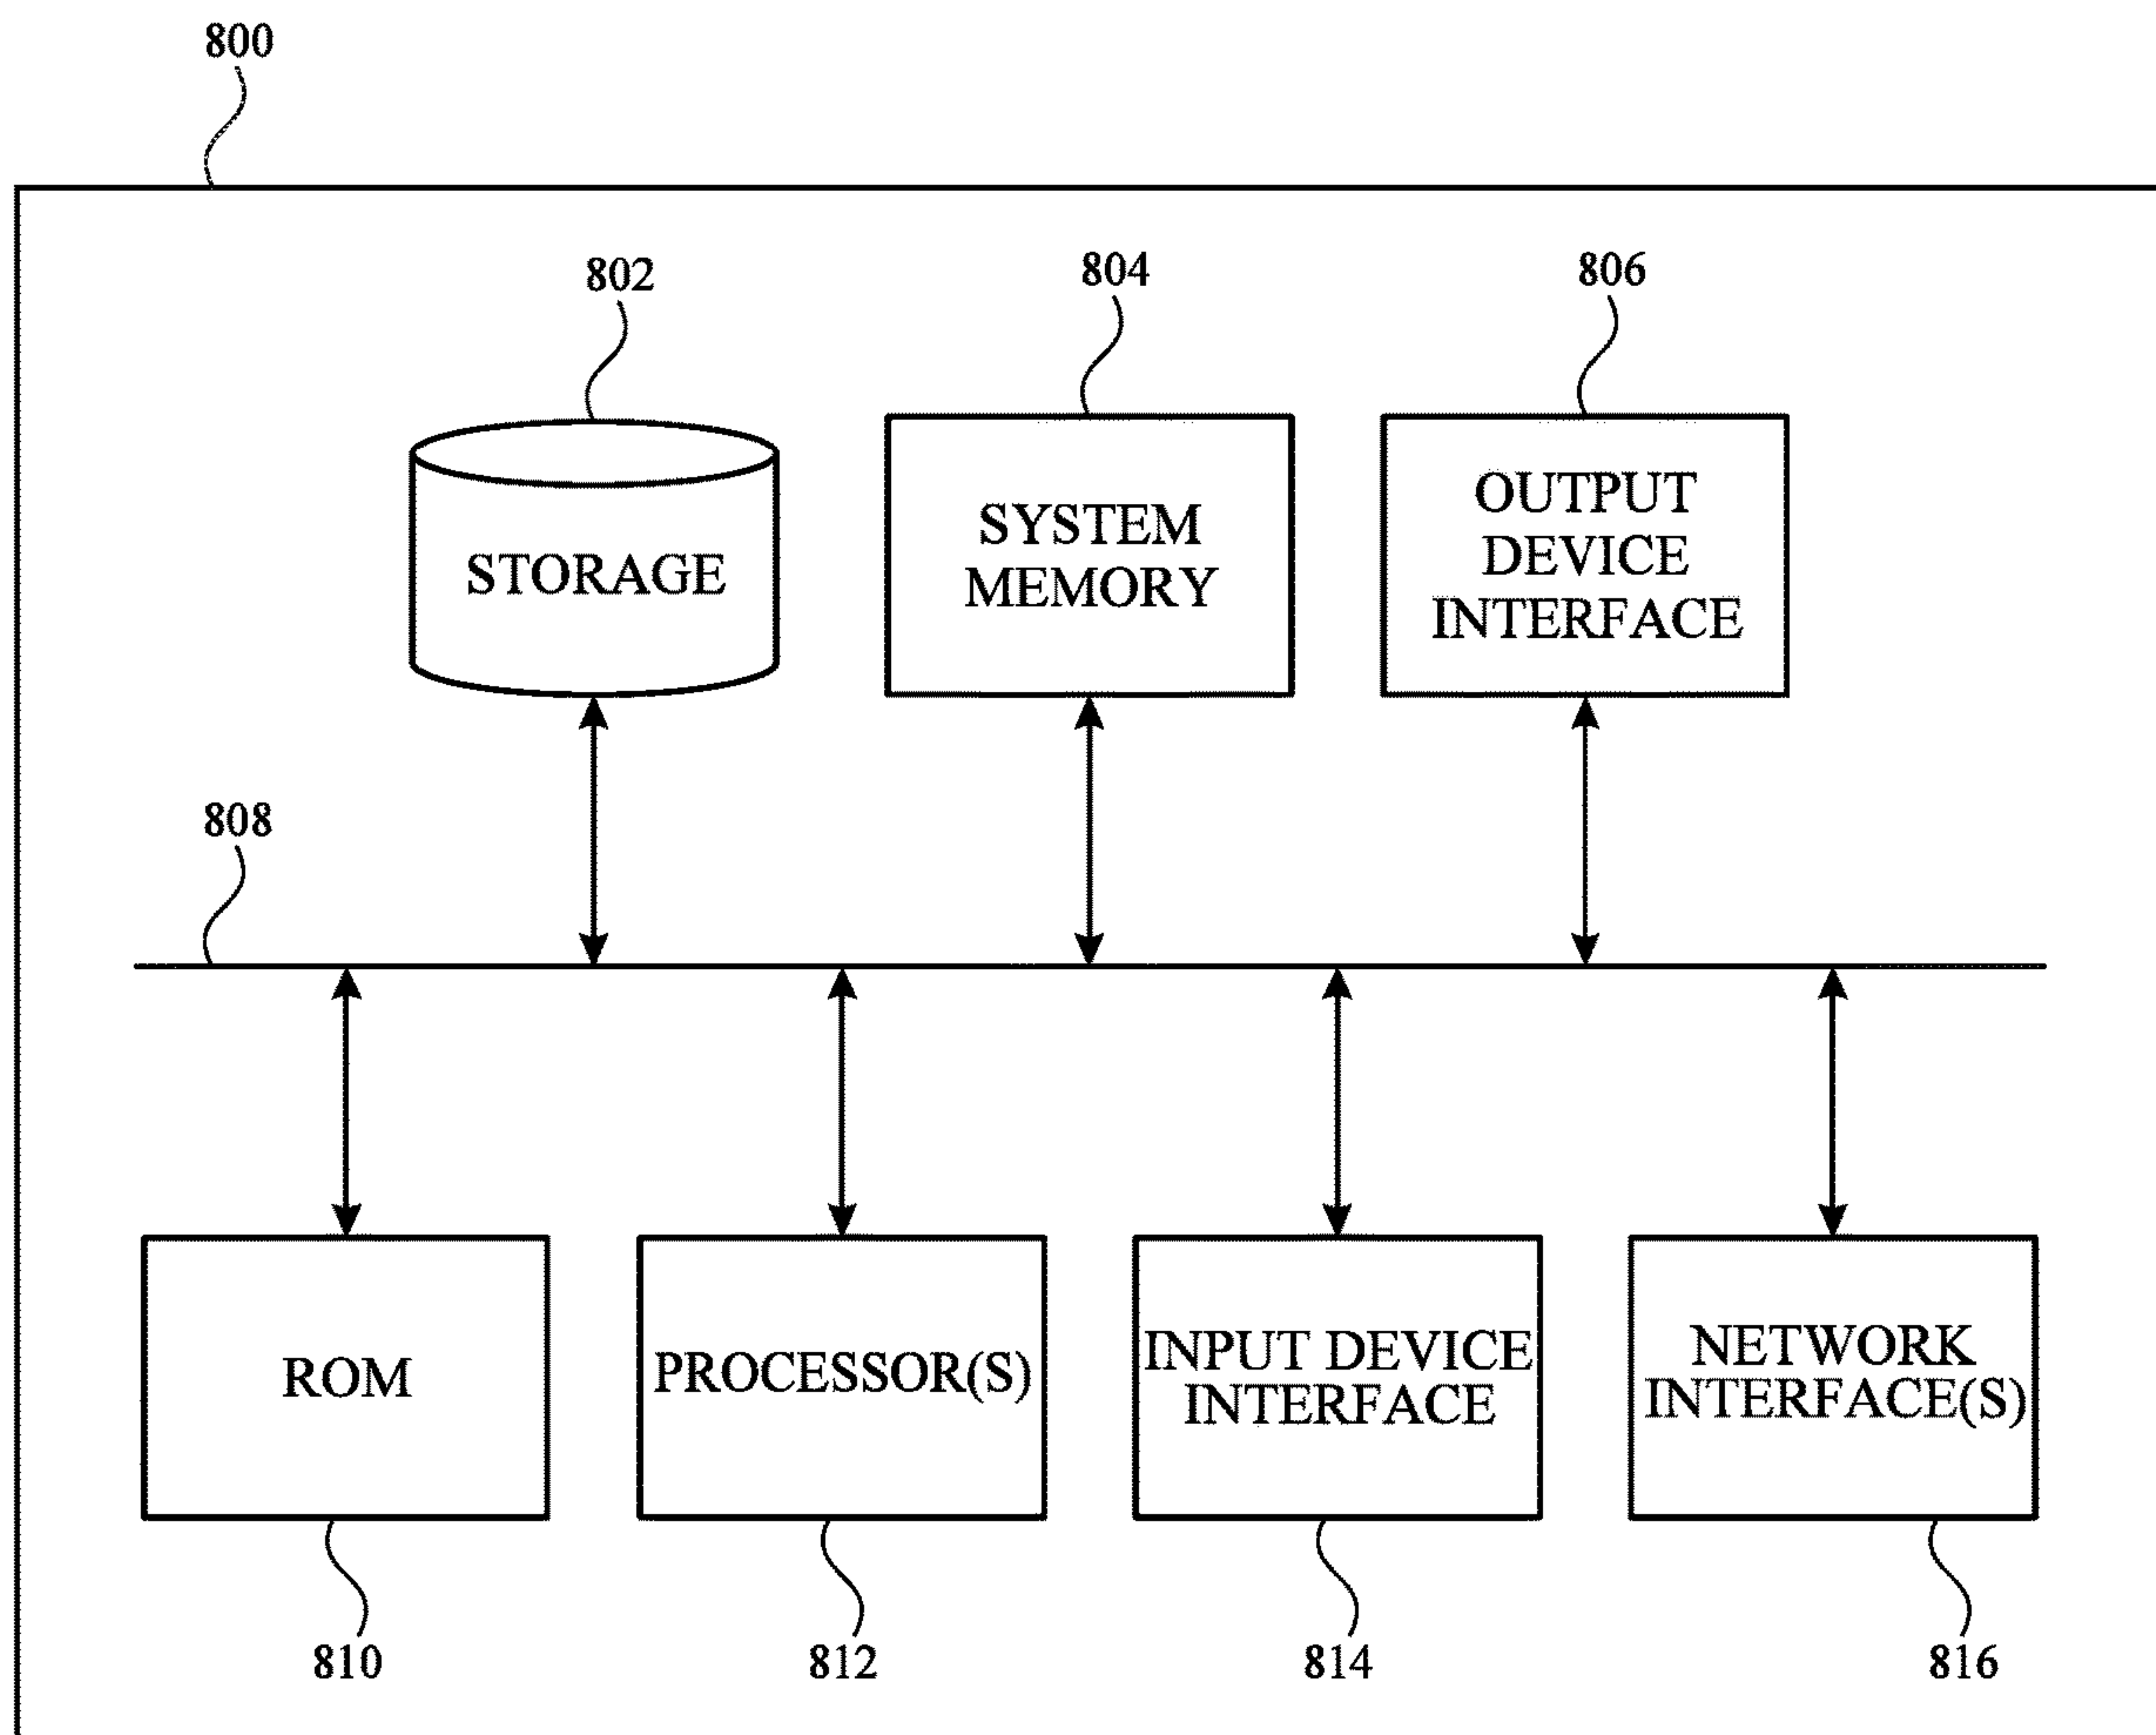 800
802
804
806
STORAGE
SYSTEM
MEMORY
OUTPUT
DEVICE
INTERFACE
808
ROM
PROCESSOR(S)
INPUT DEVICE
INTERFACE
NETWORK
INTERFACE(S)
810
812
814
816